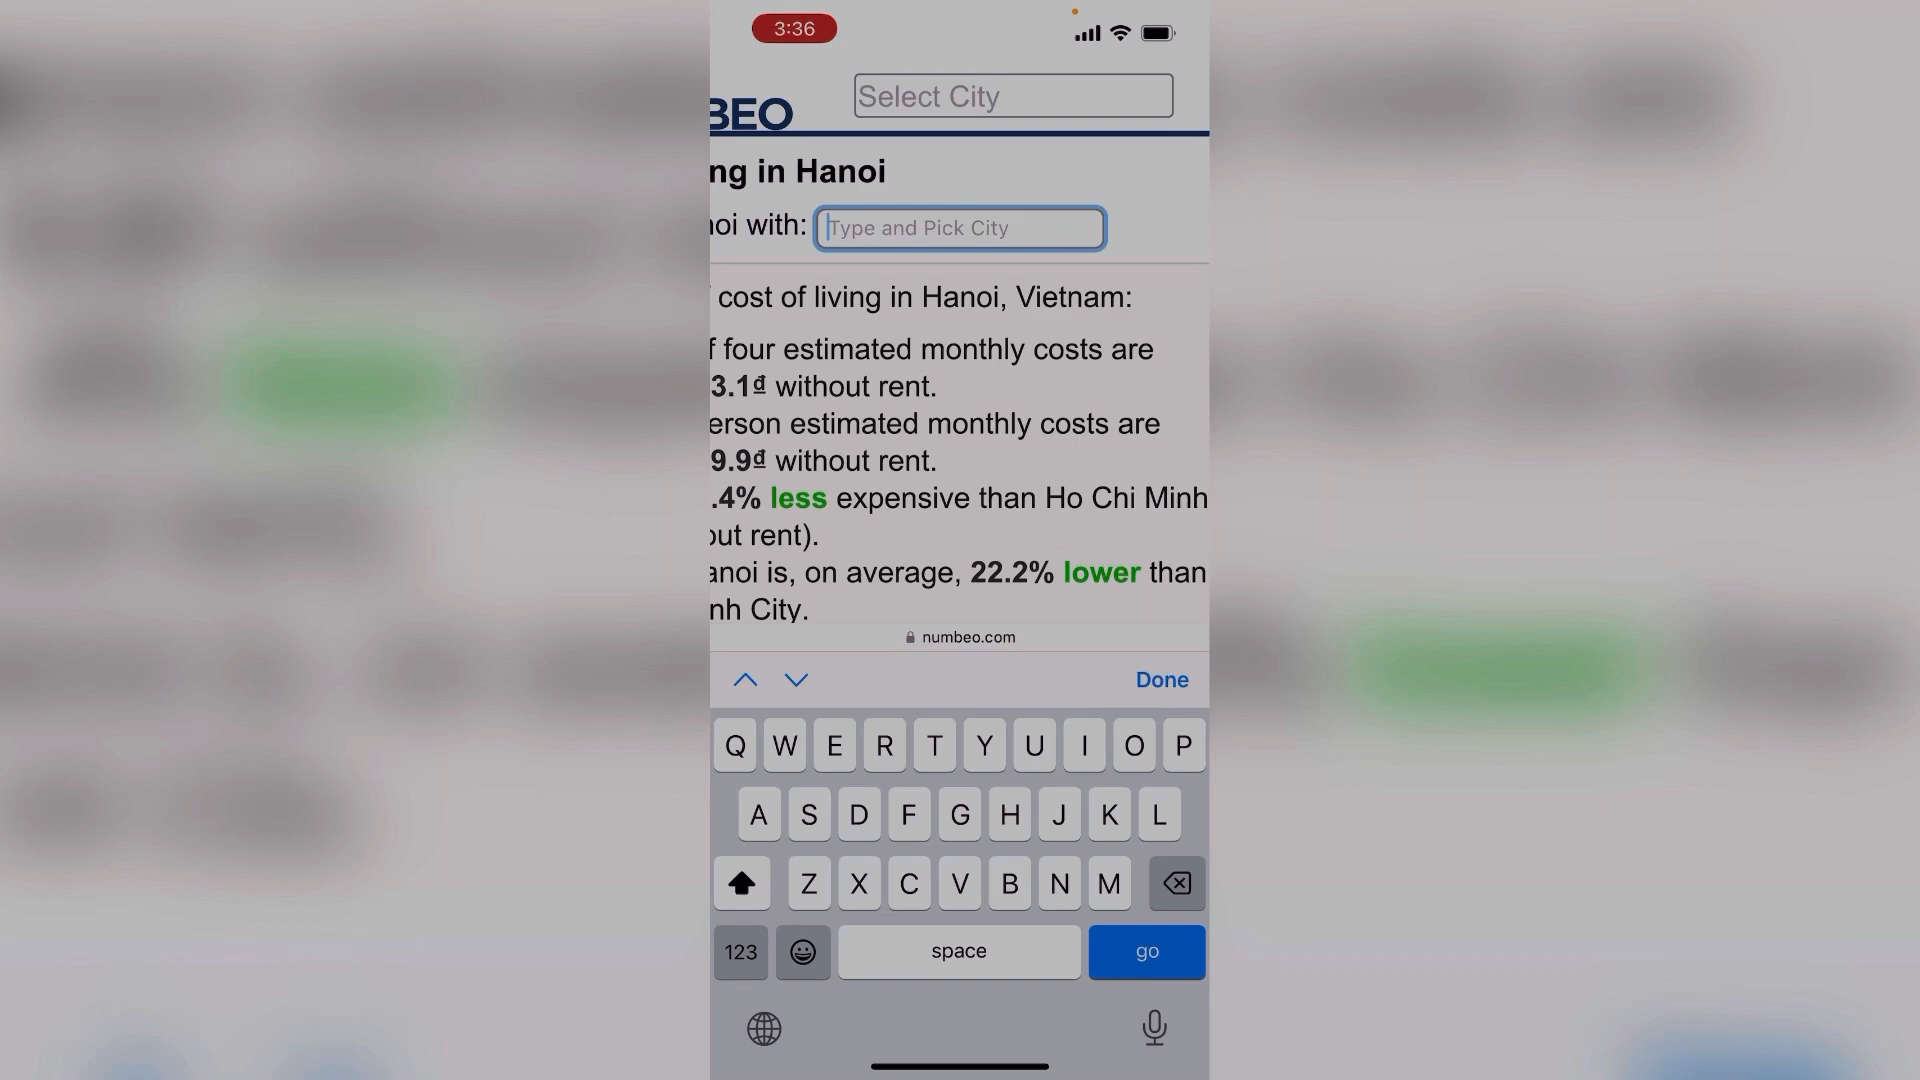 3:36
Select City
BEO
ng in Hanoi
oi with: Type and Pick City
cost of living in Hanoi, Vietnam:
f four estimated monthly costs are
3.1₫ without rent.
erson estimated monthly costs are
9.9₫ without rent.
.4% less expensive than Ho Chi Minh
out rent).
anoi is, on average, 22.2% lower than
nh City.
numbeo.com
Done
Q W E R T Y U I O P
A S D F G H J K L
Z X C V B N M
123 space go